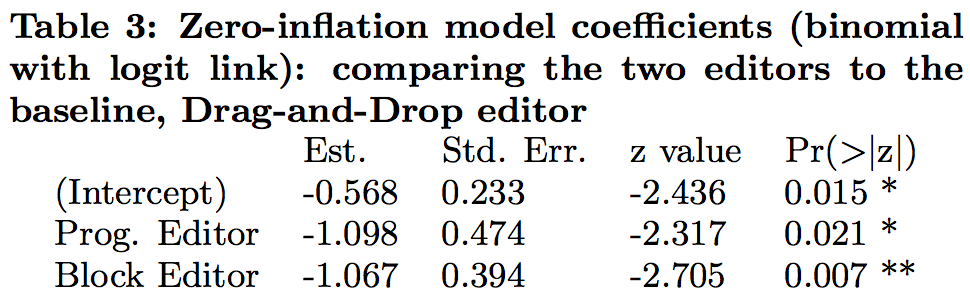 Table 3: Zero-inflation model coefficients (binomial
with logit link): comparing the two editors to the
baseline, Drag-and-Drop editor
Est. Std. Err. z value Pr(>|z|)
(Intercept) -0.568 0.233 -2.436 0.015 *
Prog. Editor -1.098 0.474 -2.317 0.021 *
Block Editor -1.067 0.394 -2.705 0.007 **